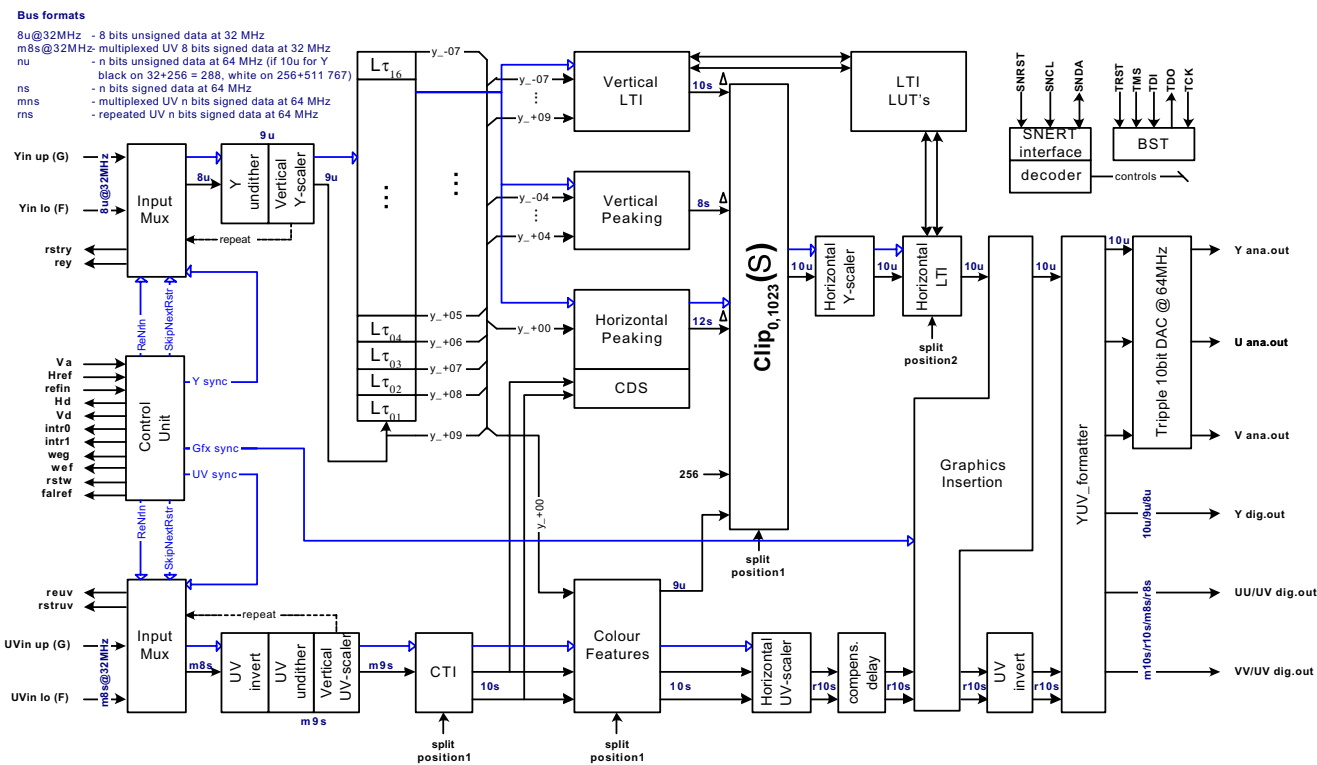 Bus formats
8u@32MHz - 8 bits unsigned data at 32 MHz
m8s@32MHz- multiplexed UV 8 bits signed data at 32 MHz
nu - n bits unsigned data at 64 MHz (if 10u for Y
black on 32+256 = 288, white on 256+511 767)
ns - n bits signed data at 64 MHz
mns - multiplexed UV n bits signed data at 64 MHz
rns - repeated UV n bits signed data at 64 MHz
Yin up (G)
Yin lo (F)
8u@32MHz
rstry
rey
Input
Mux
8u
9u
Y
undither
Vertical
Y-scaler
9u
repeat
ReNrIn
SkipNextRstr
Y sync
Gfx sync
UV sync
Va
Href
refin
Hd
Vd
intr0
intr1
weg
wef
rstw
falref
Control
Unit
ReNrIn
SkipNextRstr
reuv
rstruv
UVin up (G)
UVin lo (F)
m8s@32MHz
Input
Mux
m8s
repeat
UV
invert
UV
undither
Vertical
UV-scaler
m9s
m9s
CTI
split
position1
10s
Lτ16
⋮
Lτ04
Lτ03
Lτ02
Lτ01
y_-07
⋮
y_+05
y_+06
y_+07
y_+08
y_+09
y_-07
⋮
y_+09
y_-04
⋮
y_+04
y_+00
y_+00
Vertical
LTI
10s
Δ
Vertical
Peaking
8s
Δ
Horizontal
Peaking
12s
Δ
CDS
256
Clip0,1023(S)
split
position1
9u
Colour
Features
split
position1
10s
LTI
LUT's
10u
Horizontal
Y-scaler
10u
Horizontal
LTI
split
position2
10u
Graphics
Insertion
10u
Horizontal
UV-scaler
r10s
compens.
delay
r10s
r10s
UV
invert
r10s
YUV_formatter
10u
Tripple 10bit DAC @ 64MHz
Y ana.out
U ana.out
V ana.out
10u/9u/8u
Y dig.out
m10s/r10s/m8s/r8s
UU/UV dig.out
VV/UV dig.out
SNRST
SNCL
SNDA
SNERT
interface
decoder
controls
TRST
TMS
TDI
TDO
TCK
BST